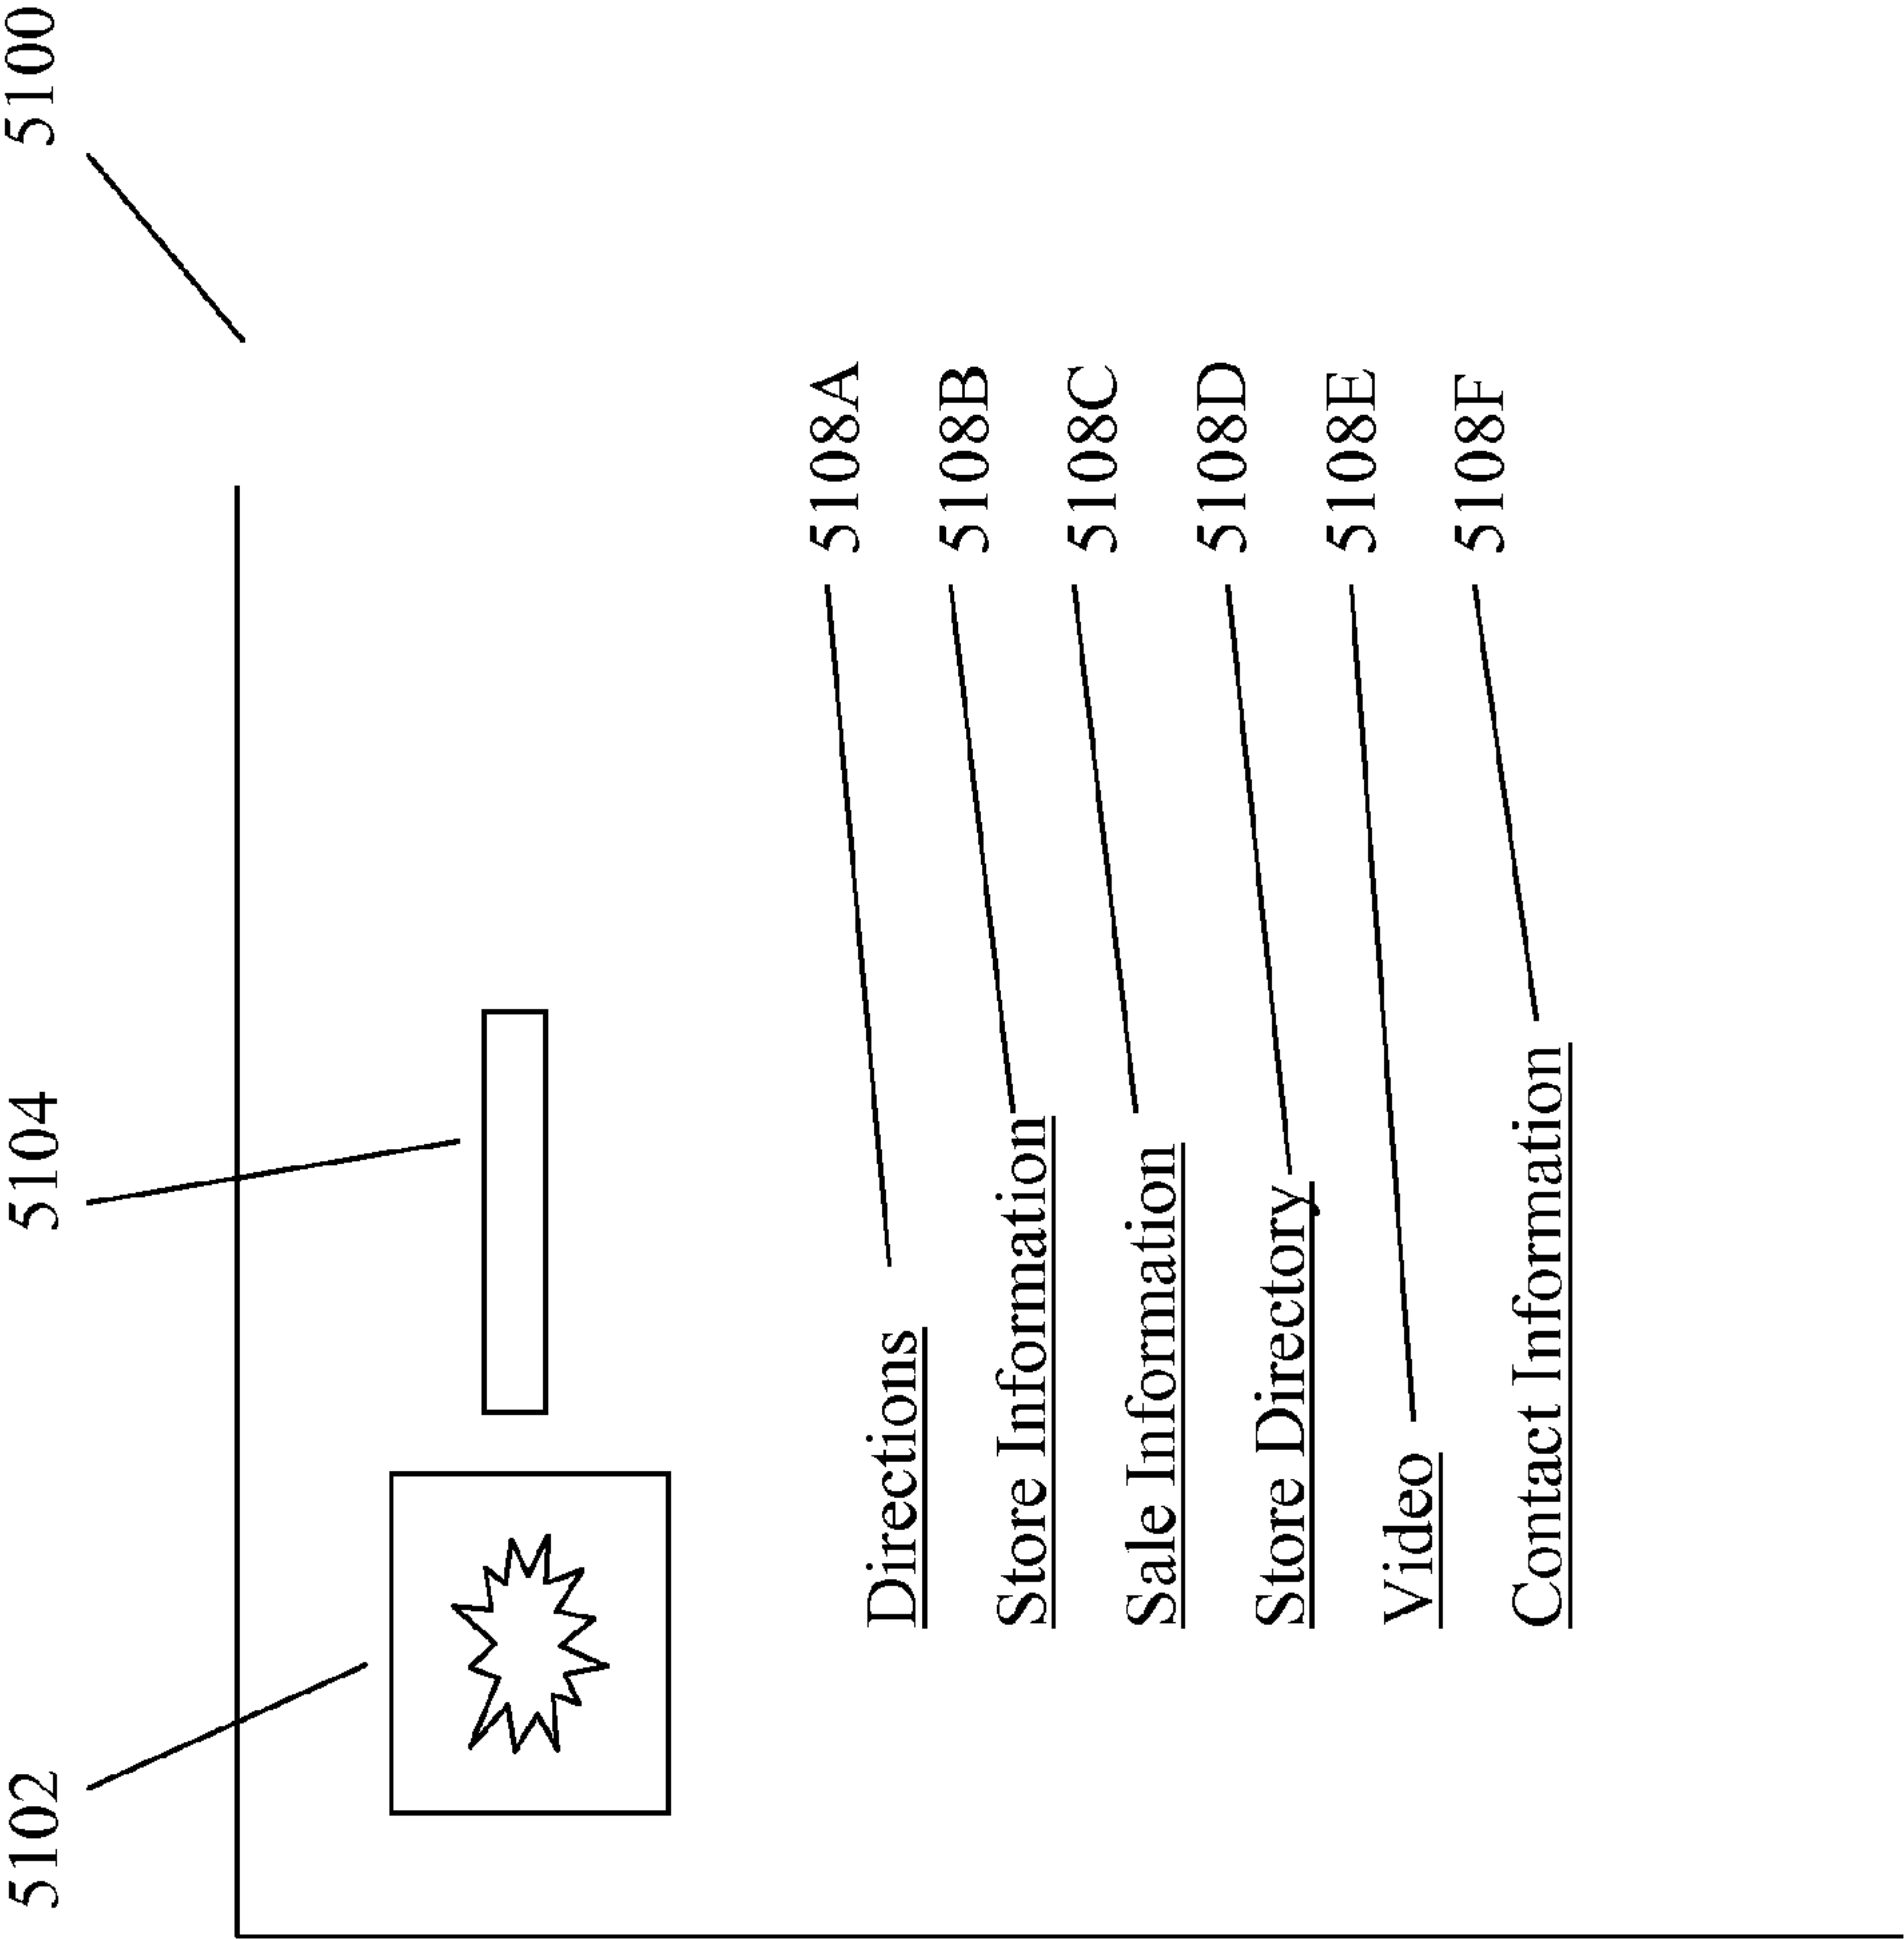 5102 5104 5100
Directions 5108A
Store Information 5108B
Sale Information 5108C
Store Directory 5108D
Video 5108E
Contact Information 5108F